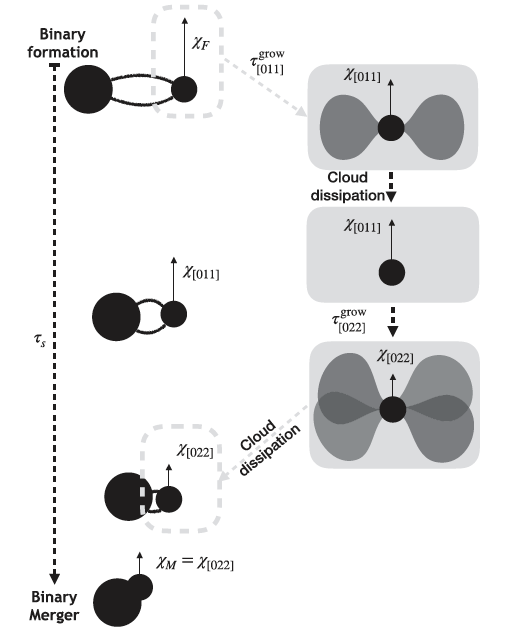 Binary
formation
χ_F
τ^grow_[011]
χ_[011]
Cloud
dissipation
χ_[011]
χ_[011]
τ_s
τ^grow_[022]
χ_[022]
Cloud
dissipation
χ_[022]
χ_M = χ_[022]
Binary
Merger